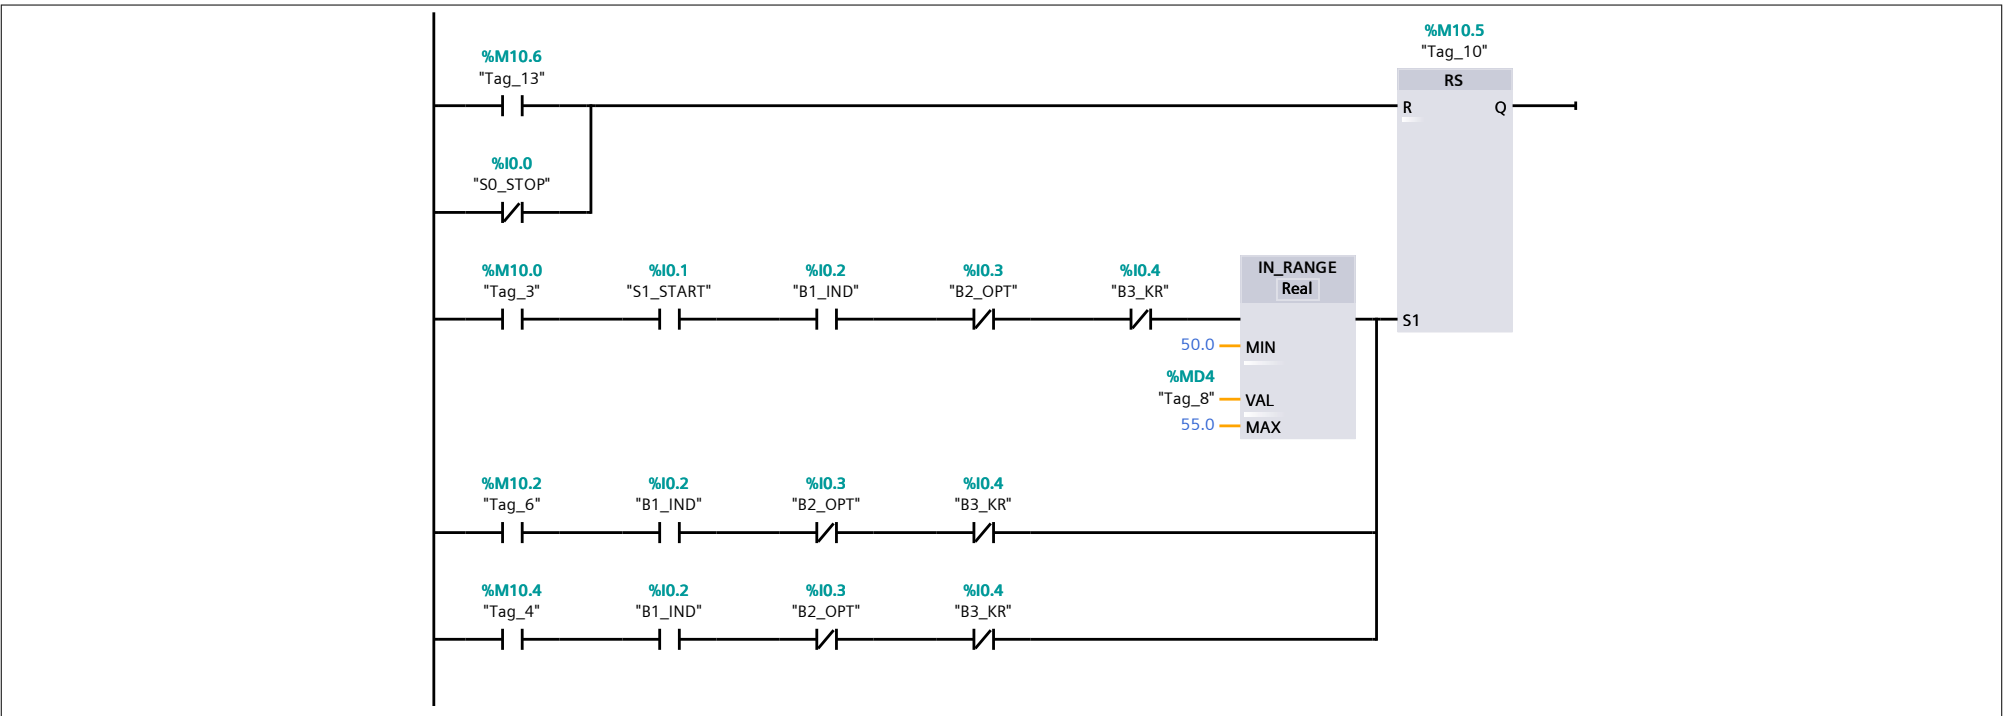 %M10.5
"Tag_10"
%M10.6
"Tag_13"
RS
R
Q
%I0.0
"S0_STOP"
%M10.0
"Tag_3"
%I0.1
"S1_START"
%I0.2
"B1_IND"
%I0.3
"B2_OPT"
%I0.4
"B3_KR"
IN_RANGE
Real
S1
50.0
MIN
%MD4
"Tag_8"
VAL
55.0
MAX
%M10.2
"Tag_6"
%I0.2
"B1_IND"
%I0.3
"B2_OPT"
%I0.4
"B3_KR"
%M10.4
"Tag_4"
%I0.2
"B1_IND"
%I0.3
"B2_OPT"
%I0.4
"B3_KR"